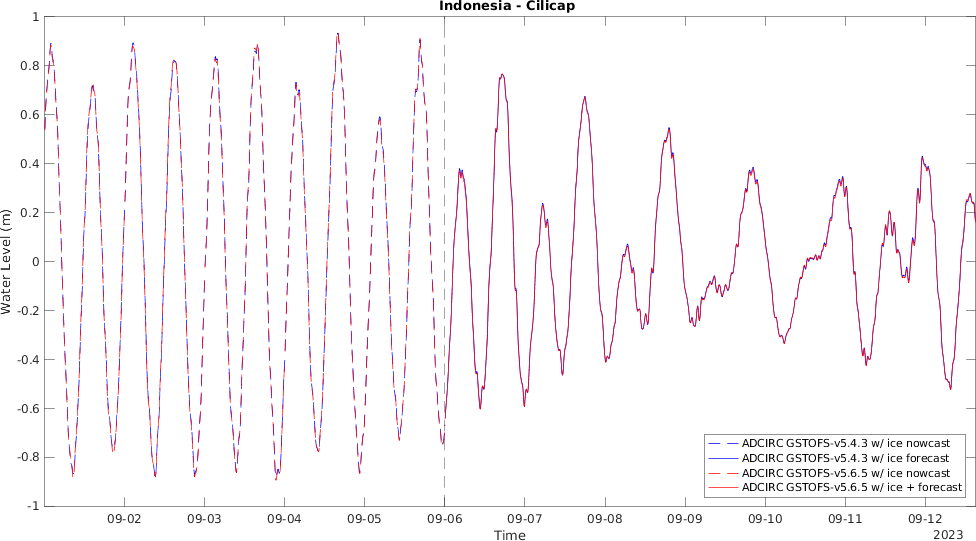 Indonesia - Cilicap
1
0.8
0.6
0.4
0.2
0
-0.2
-0.4
-0.6
-0.8
-1
Water Level (m)
ADCIRC GSTOFS-v5.4.3 w/ ice nowcast
ADCIRC GSTOFS-v5.4.3 w/ ice forecast
ADCIRC GSTOFS-v5.6.5 w/ ice nowcast
ADCIRC GSTOFS-v5.6.5 w/ ice + forecast
09-02 09-03 09-04 09-05 09-06 09-07 09-08 09-09 09-10 09-11 09-12
Time
2023